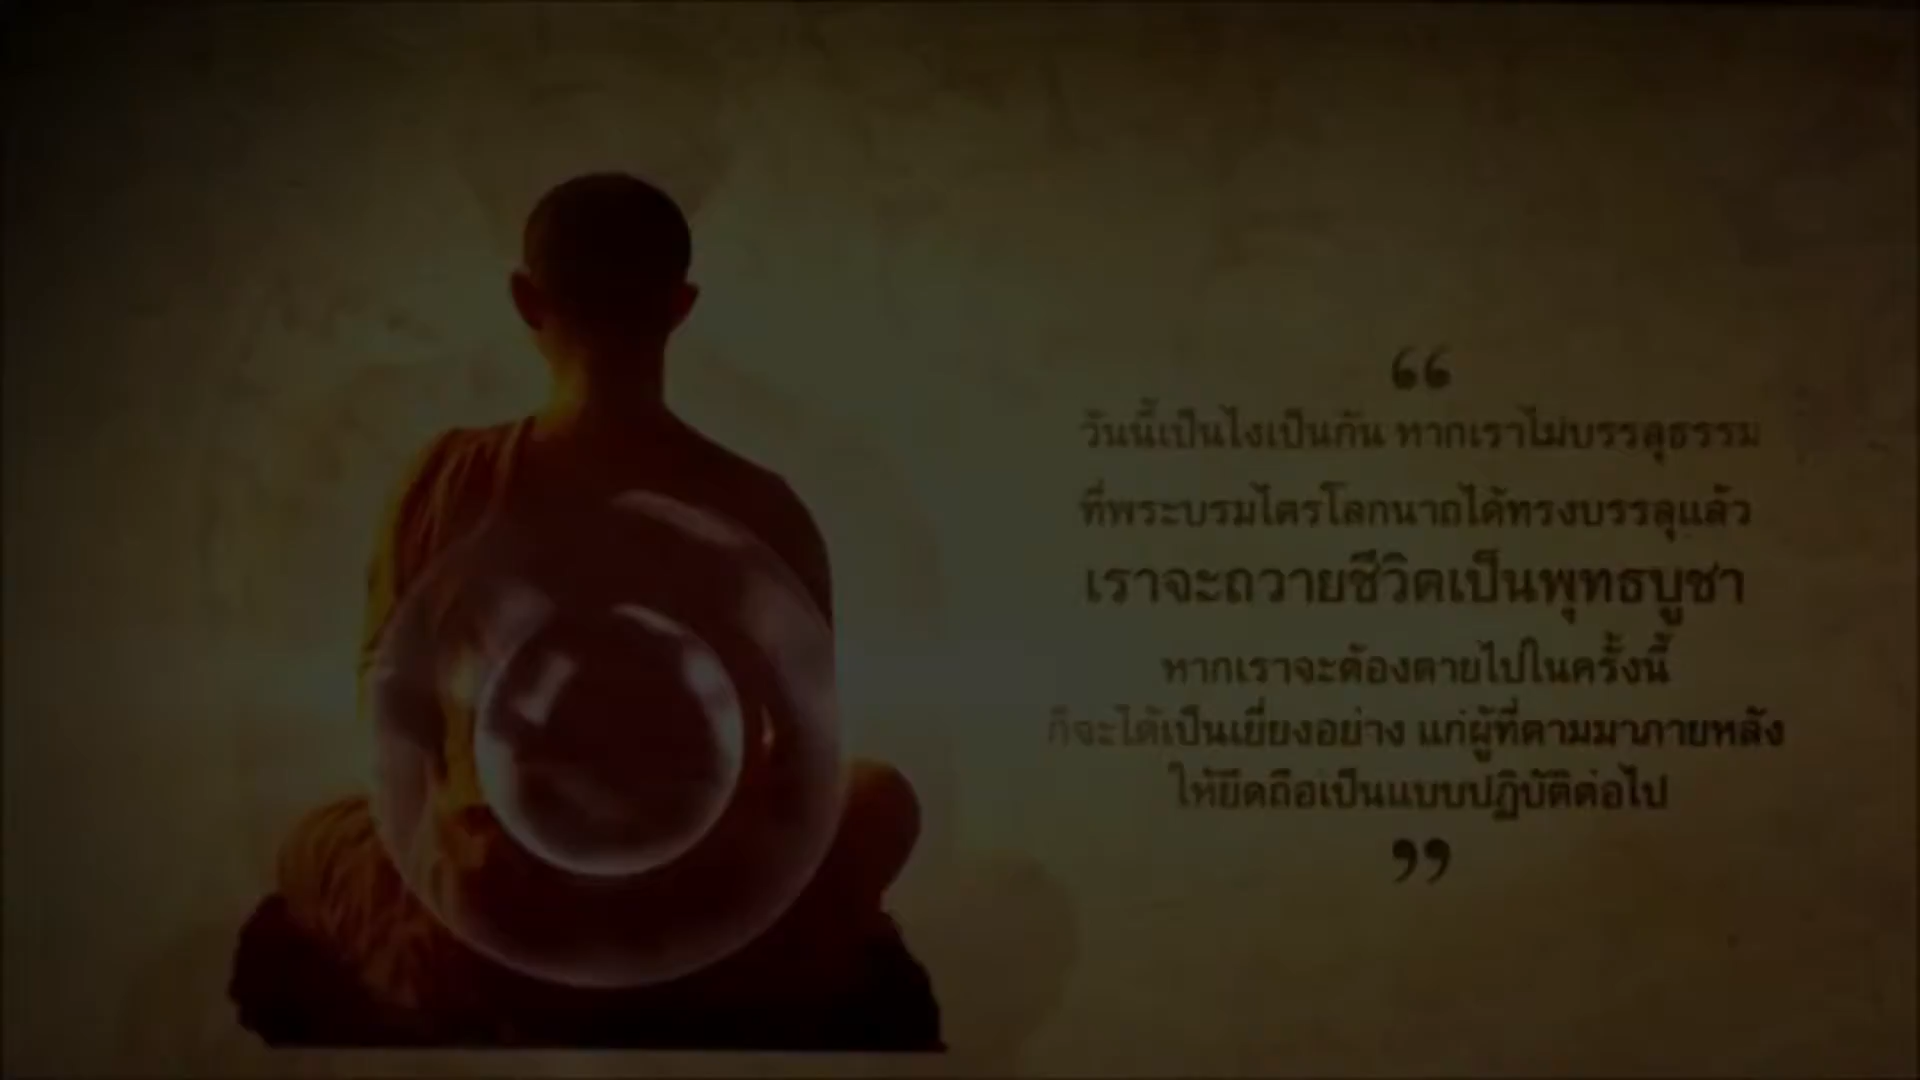 “
วันนี้เป็นไงเป็นกัน หากเราไม่บรรลุธรรม
ที่พระบรมไตรโลกนาถได้ทรงบรรลุแล้ว
เราจะถวายชีวิตเป็นพุทธบูชา
หากเราจะต้องตายไปในครั้งนี้
ก็จะได้เป็นเยี่ยงอย่าง แก่ผู้ที่ตามมาภายหลัง
ให้ยึดถือเป็นแบบปฏิบัติต่อไป
”